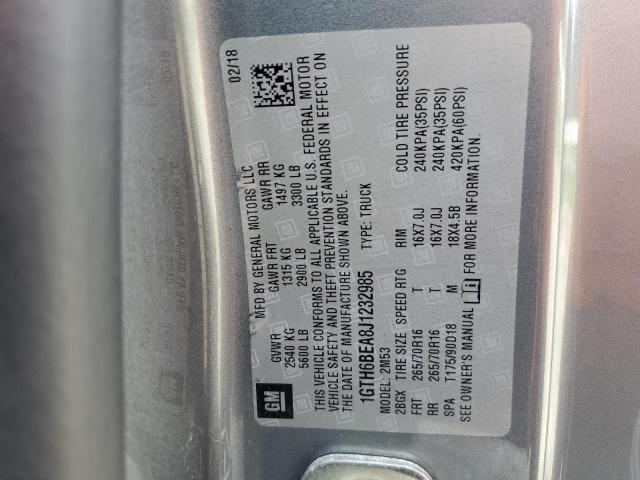 MFD BY GENERAL MOTORS LLC 02/18
GVWR GAWR FRT GAWR RR
2540 KG 1315 KG 1497 KG
5600 LB 2900 LB 3300 LB
THIS VEHICLE CONFORMS TO ALL APPLICABLE U.S. FEDERAL MOTOR
VEHICLE SAFETY AND THEFT PREVENTION STANDARDS IN EFFECT ON
THE DATE OF MANUFACTURE SHOWN ABOVE.
GM
1GTH6BEA8J1232985 TYPE: TRUCK
MODEL: 2M53
2BGX TIRE SIZE SPEED RTG RIM COLD TIRE PRESSURE
FRT 265/70R16 T 16X7.0J 240KPA(35PSI)
RR 265/70R16 T 16X7.0J 240KPA(35PSI)
SPA T175/90D18 M 18X4.5B 420KPA(60PSI)
SEE OWNER'S MANUAL FOR MORE INFORMATION.